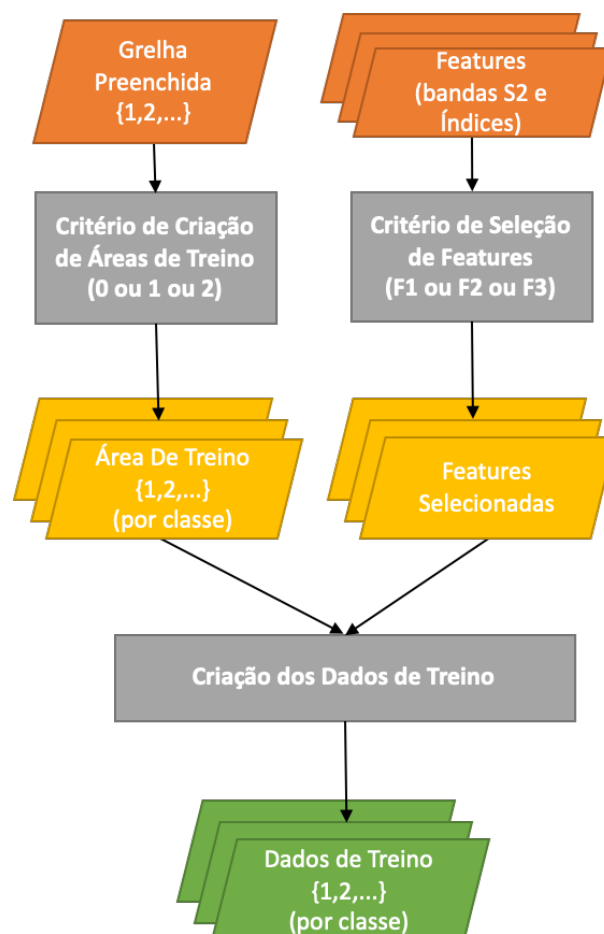 Grelha
Preenchida
{1,2,...}
Features
(bandas S2 e
Índices)
Critério de Criação
de Áreas de Treino
(0 ou 1 ou 2)
Critério de Seleção
de Features
(F1 ou F2 ou F3)
Área De Treino
{1,2,...}
(por classe)
Features
Selecionadas
Criação dos Dados de Treino
Dados de Treino
{1,2,...}
(por classe)